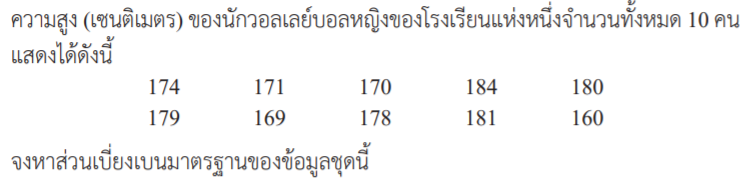 ความสูง (เซนติเมตร) ของนักวอลเลย์บอลหญิงของโรงเรียนแห่งหนึ่งจำนวนทั้งหมด 10 คน
แสดงได้ดังนี้
174 171 170 184 180
179 169 178 181 160
จงหาส่วนเบี่ยงเบนมาตรฐานของข้อมูลชุดนี้